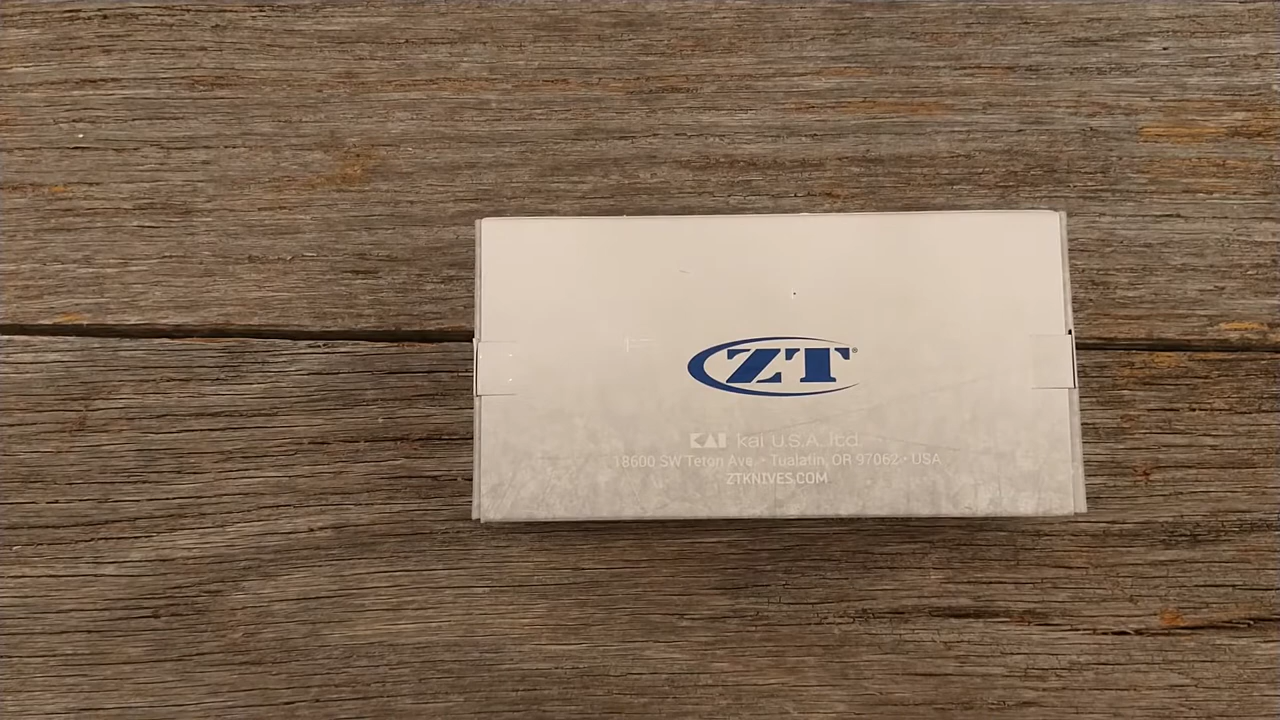 ZT®
KAI kai U.S.A. ltd.
18600 SW Teton Ave. • Tualatin, OR 97062 • USA
ZTKNIVES.COM